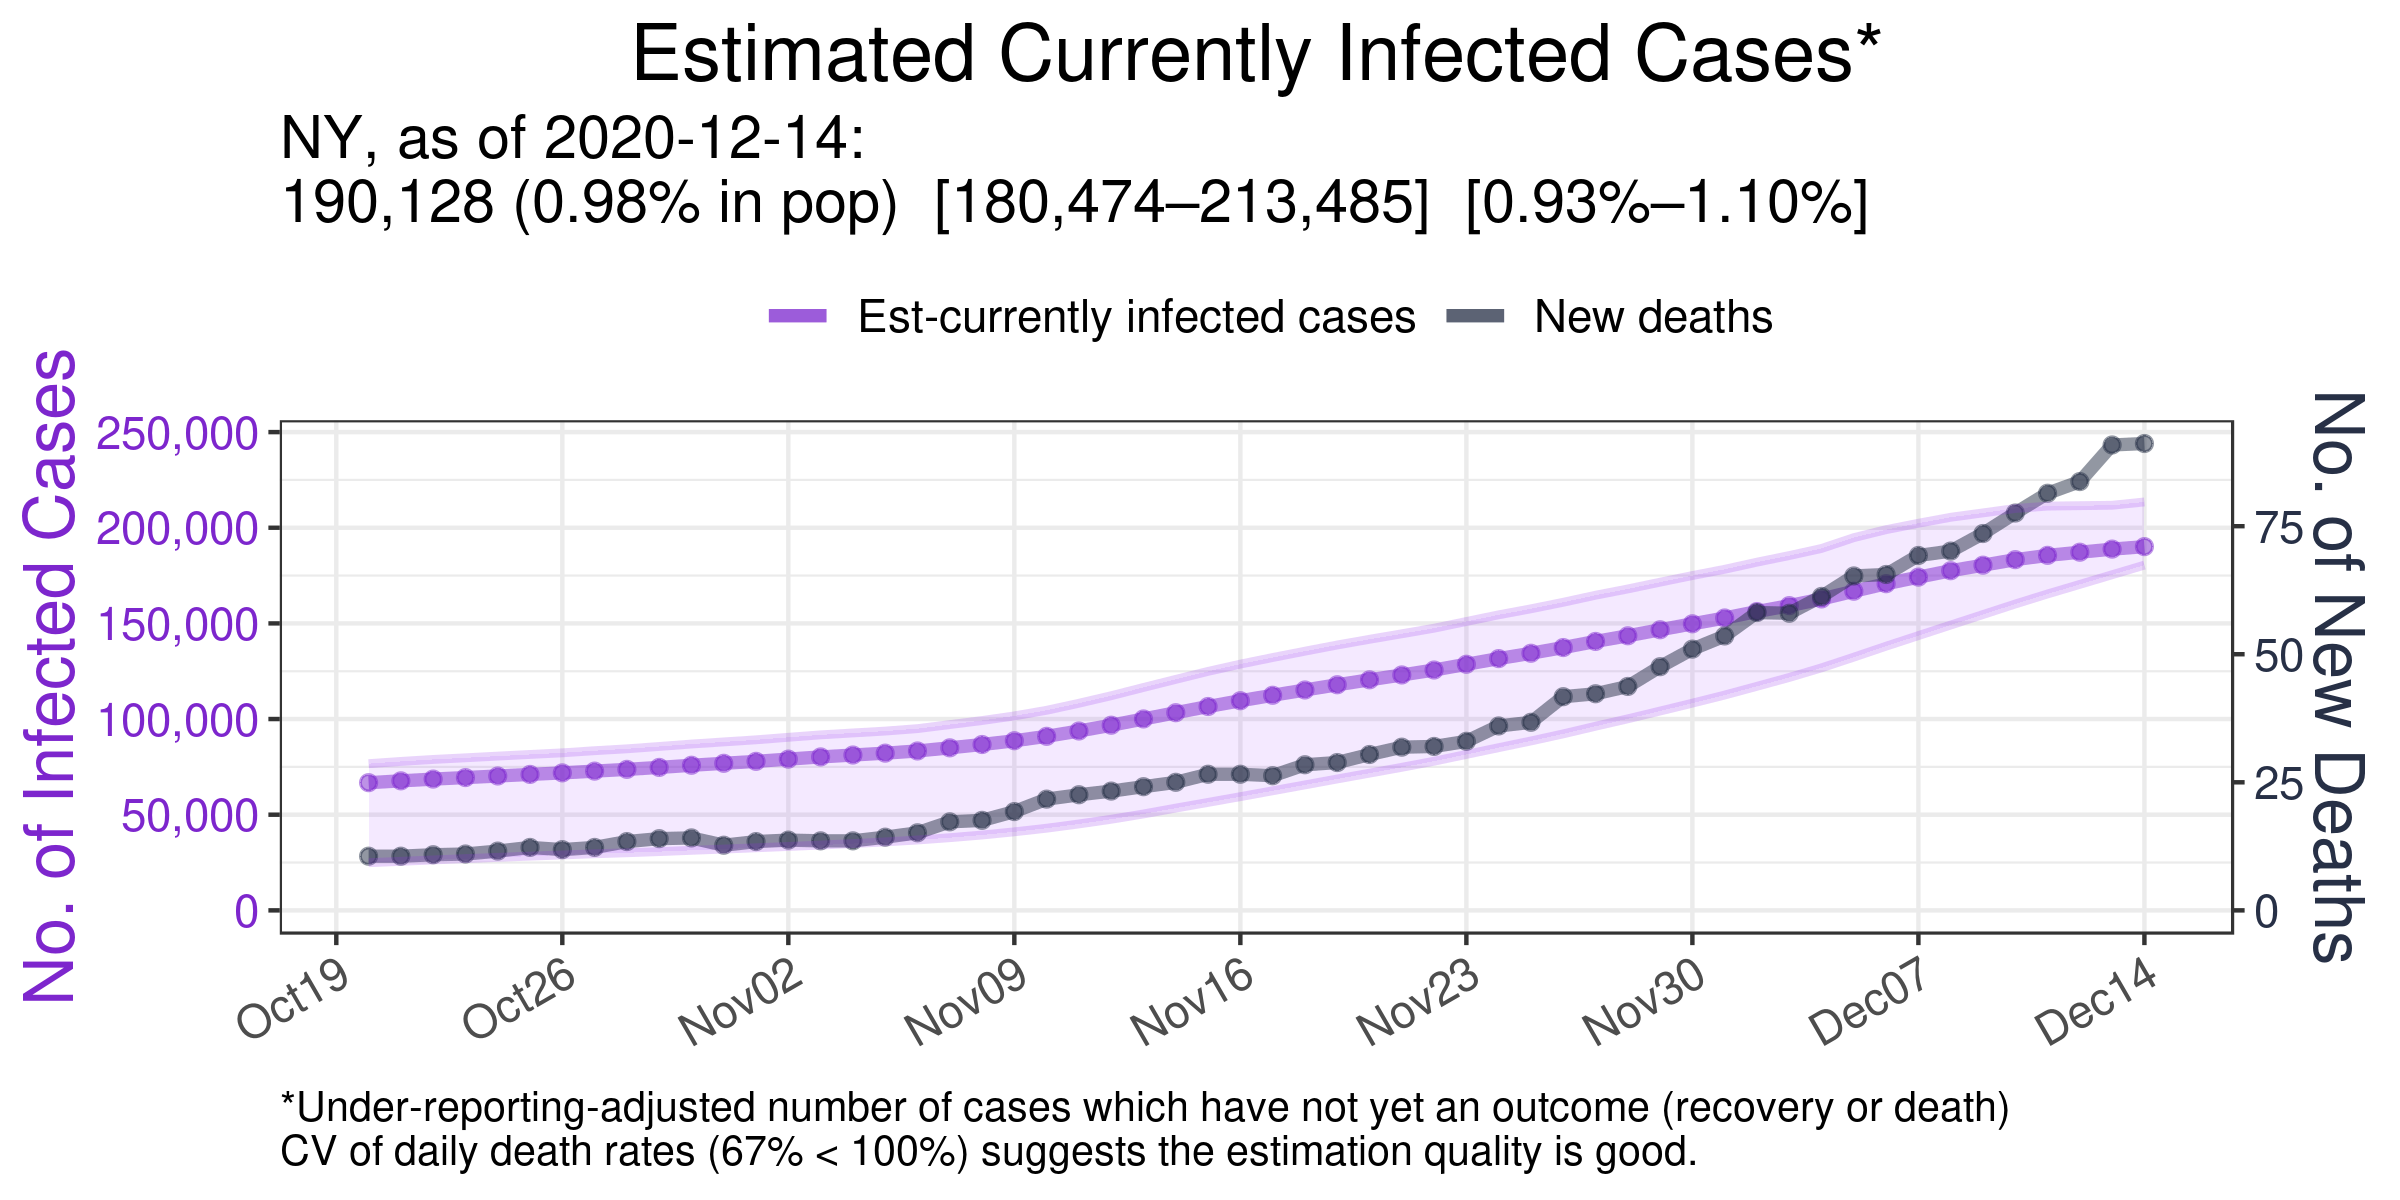 Estimated Currently Infected Cases*
NY, as of 2020-12-14:
190,128 (0.98% in pop) [180,474–213,485] [0.93%–1.10%]
Est-currently infected cases
New deaths
No. of Infected Cases
250,000
200,000
150,000
100,000
50,000
0
75
50
25
0
No. of New Deaths
Oct19
Oct26
Nov02
Nov09
Nov16
Nov23
Nov30
Dec07
Dec14
*Under-reporting-adjusted number of cases which have not yet an outcome (recovery or death)
CV of daily death rates (67% < 100%) suggests the estimation quality is good.